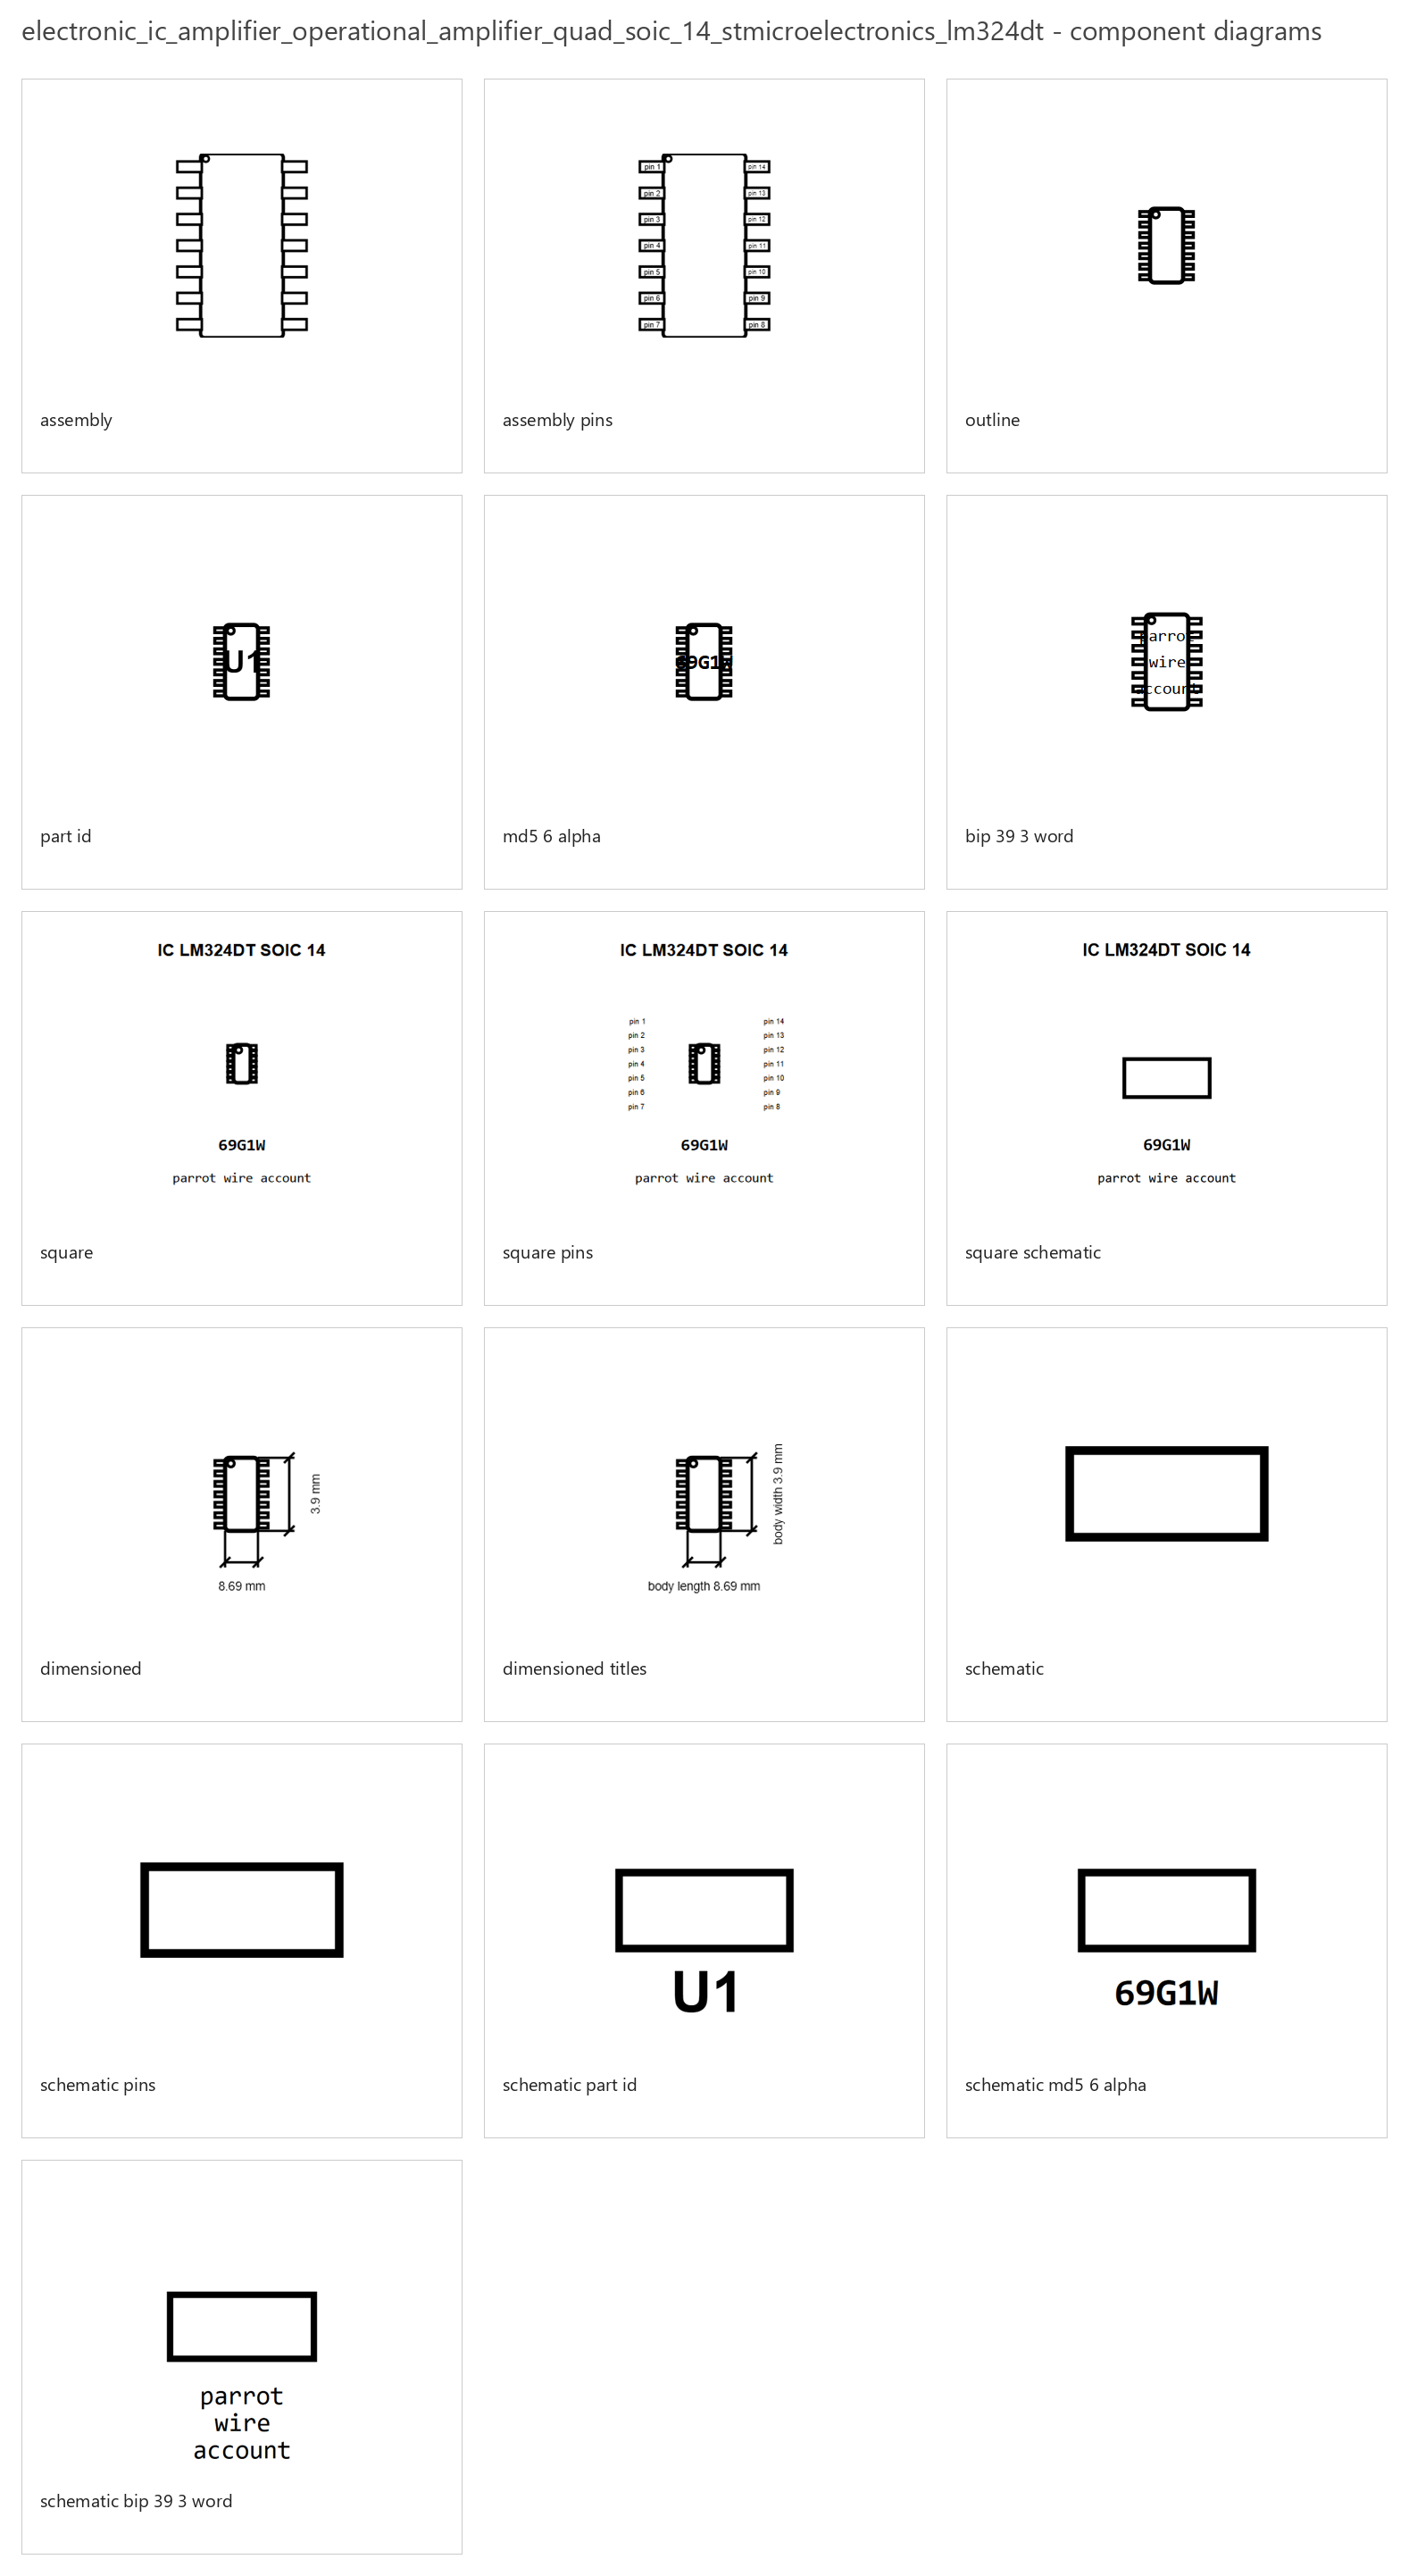 electronic_ic_amplifier_operational_amplifier_quad_soic_14_stmicroelectronics_lm324dt - component diagrams
assembly
pin 1 pin 14
pin 2 pin 13
pin 3 pin 12
pin 4 pin 11
pin 5 pin 10
pin 6 pin 9
pin 7 pin 8
assembly pins
outline
U1
part id
69G1W
md5 6 alpha
parrot
wire
account
bip 39 3 word
IC LM324DT SOIC 14
69G1W
parrot wire account
square
IC LM324DT SOIC 14
pin 1 pin 14
pin 2 pin 13
pin 3 pin 12
pin 4 pin 11
pin 5 pin 10
pin 6 pin 9
pin 7 pin 8
69G1W
parrot wire account
square pins
IC LM324DT SOIC 14
69G1W
parrot wire account
square schematic
3.9 mm
8.69 mm
dimensioned
body width 3.9 mm
body length 8.69 mm
dimensioned titles
schematic
schematic pins
U1
schematic part id
69G1W
schematic md5 6 alpha
parrot
wire
account
schematic bip 39 3 word